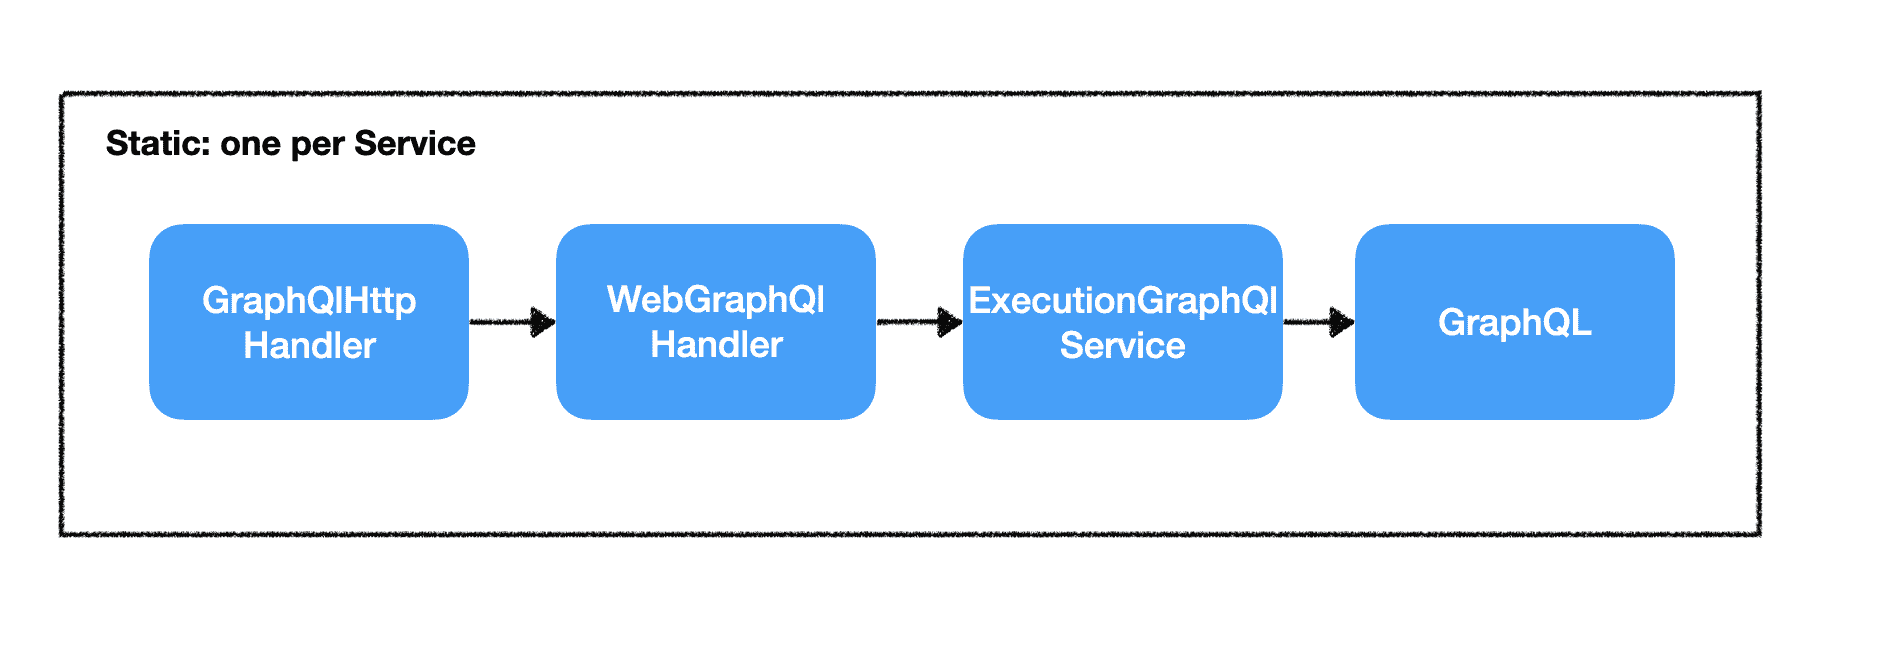 Static: one per Service
GraphQlHttp
Handler
WebGraphQl
Handler
ExecutionGraphQl
Service
GraphQL